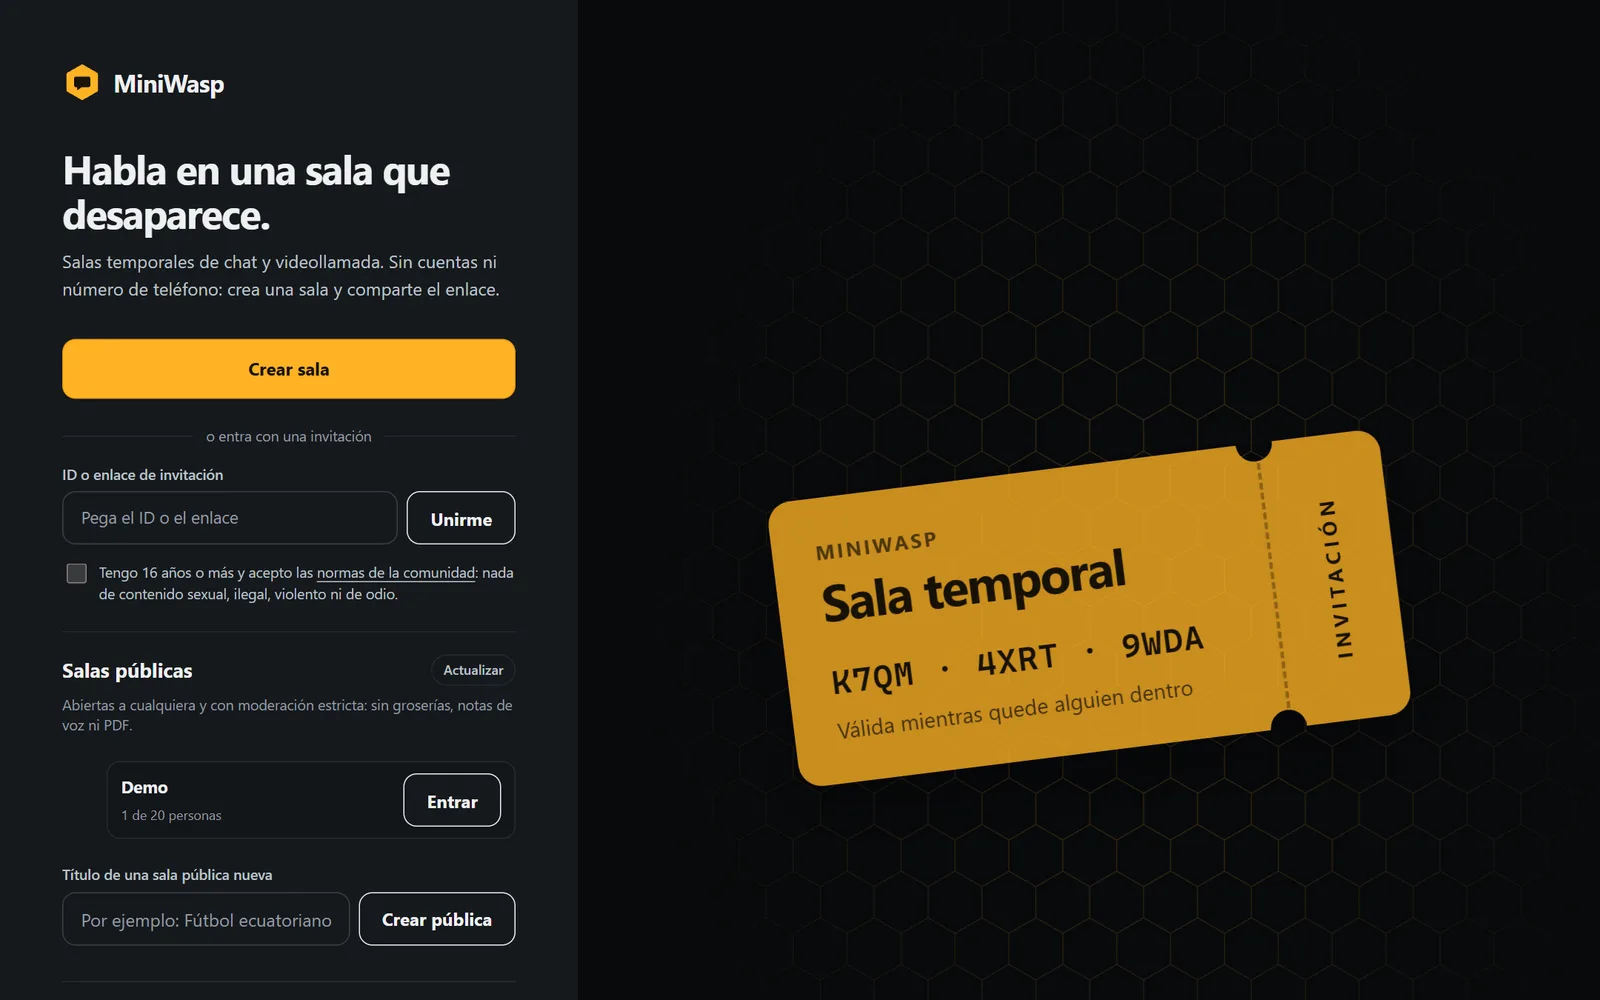 MiniWasp
Habla en una sala que
desaparece.
Salas temporales de chat y videollamada. Sin cuentas ni
número de teléfono: crea una sala y comparte el enlace.
Crear sala
o entra con una invitación
ID o enlace de invitación
Pega el ID o el enlace
Unirme
Tengo 16 años o más y acepto las normas de la comunidad: nada
de contenido sexual, ilegal, violento ni de odio.
Salas públicas
Actualizar
Abiertas a cualquiera y con moderación estricta: sin groserías, notas de
voz ni PDF.
Demo
1 de 20 personas
Entrar
Título de una sala pública nueva
Por ejemplo: Fútbol ecuatoriano
Crear pública
MINIWASP
Sala temporal
K7QM · 4XRT · 9WDA
Válida mientras quede alguien dentro
INVITACIÓN